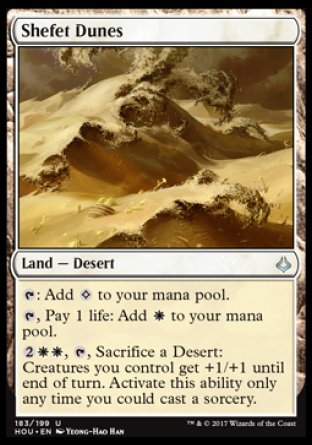 Shefet Dunes
Land — Desert
: Add to your mana pool.
, Pay 1 life: Add to your mana
pool.
2, , Sacrifice a Desert:
Creatures you control get +1/+1 until
end of turn. Activate this ability only
any time you could cast a sorcery.
183/199 U
HOU • EN Yeong-Hao Han
™ & © 2017 Wizards of the Coast